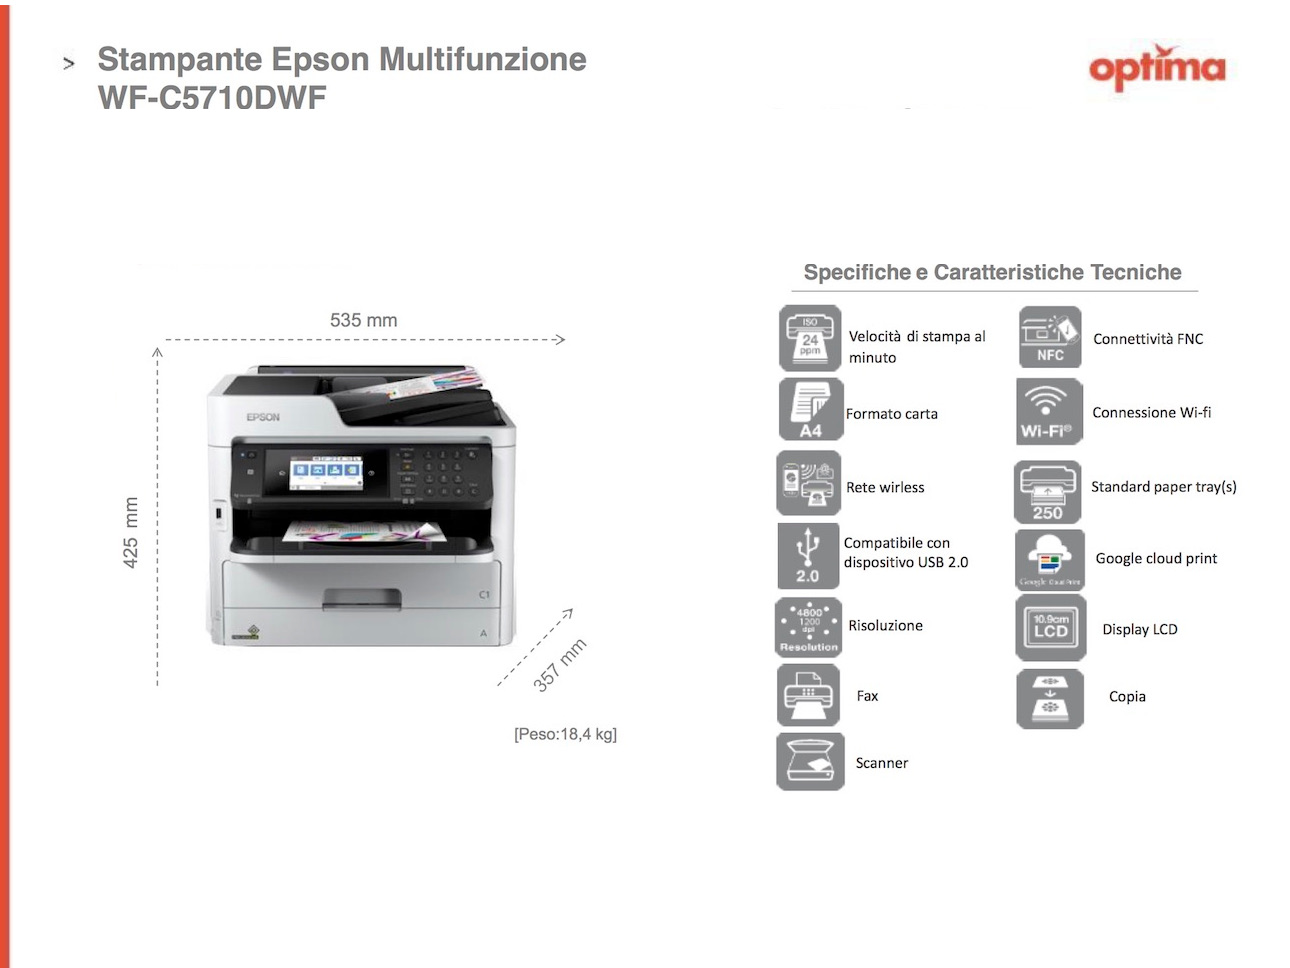 > Stampante Epson Multifunzione
WF-C5710DWF
optima
Specifiche e Caratteristiche Tecniche
535 mm
425 mm
357 mm
[Peso:18,4 kg]
EPSON
C1
A
ISO
24
ppm
Velocità di stampa al
minuto
NFC
Connettività FNC
A4
Formato carta
Wi-Fi®
Connessione Wi-fi
Rete wirless
250
Standard paper tray(s)
2.0
Compatibile con
dispositivo USB 2.0
Google Cloud Print
Google cloud print
4800
1200
dpi
Resolution
Risoluzione
10.9cm
LCD
Display LCD
Fax
Copia
Scanner